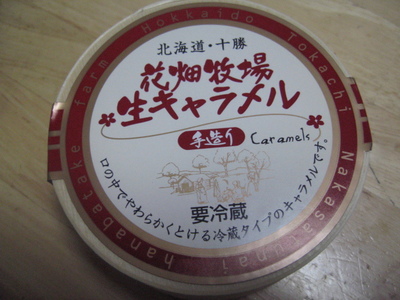 Hokkaido Tokachi Nakasatsunai hanabatake farm
北海道・十勝
花畑牧場
生キャラメル
手造り Caramels
要冷蔵
口の中でやわらかくとける冷蔵タイプのキャラメルです。